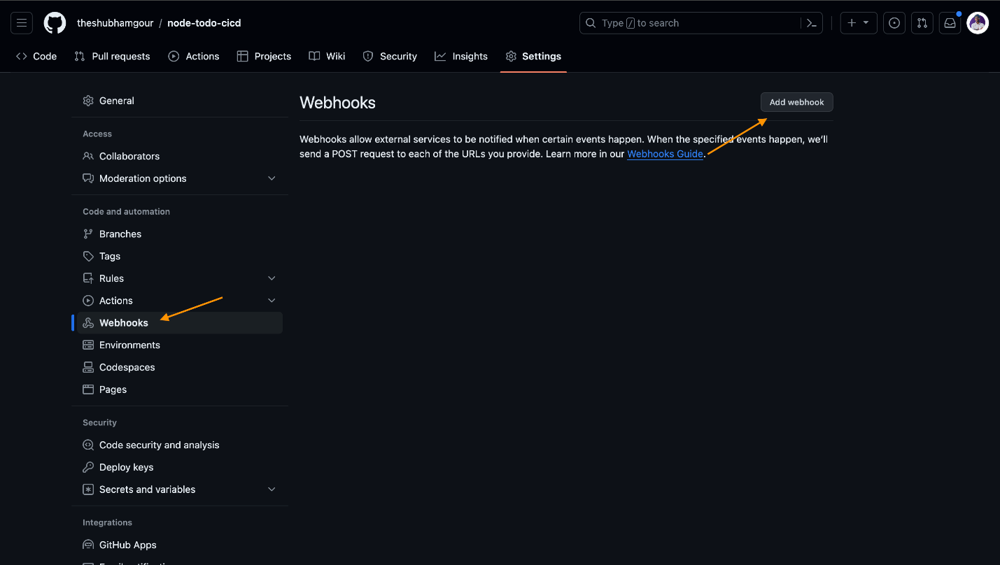 theshubhamgour / node-todo-cicd
Type / to search
Code
Pull requests
Actions
Projects
Wiki
Security
Insights
Settings
General
Access
Collaborators
Moderation options
Code and automation
Branches
Tags
Rules
Actions
Webhooks
Environments
Codespaces
Pages
Security
Code security and analysis
Deploy keys
Secrets and variables
Integrations
GitHub Apps
Webhooks
Add webhook
Webhooks allow external services to be notified when certain events happen. When the specified events happen, we’ll
send a POST request to each of the URLs you provide. Learn more in our Webhooks Guide.